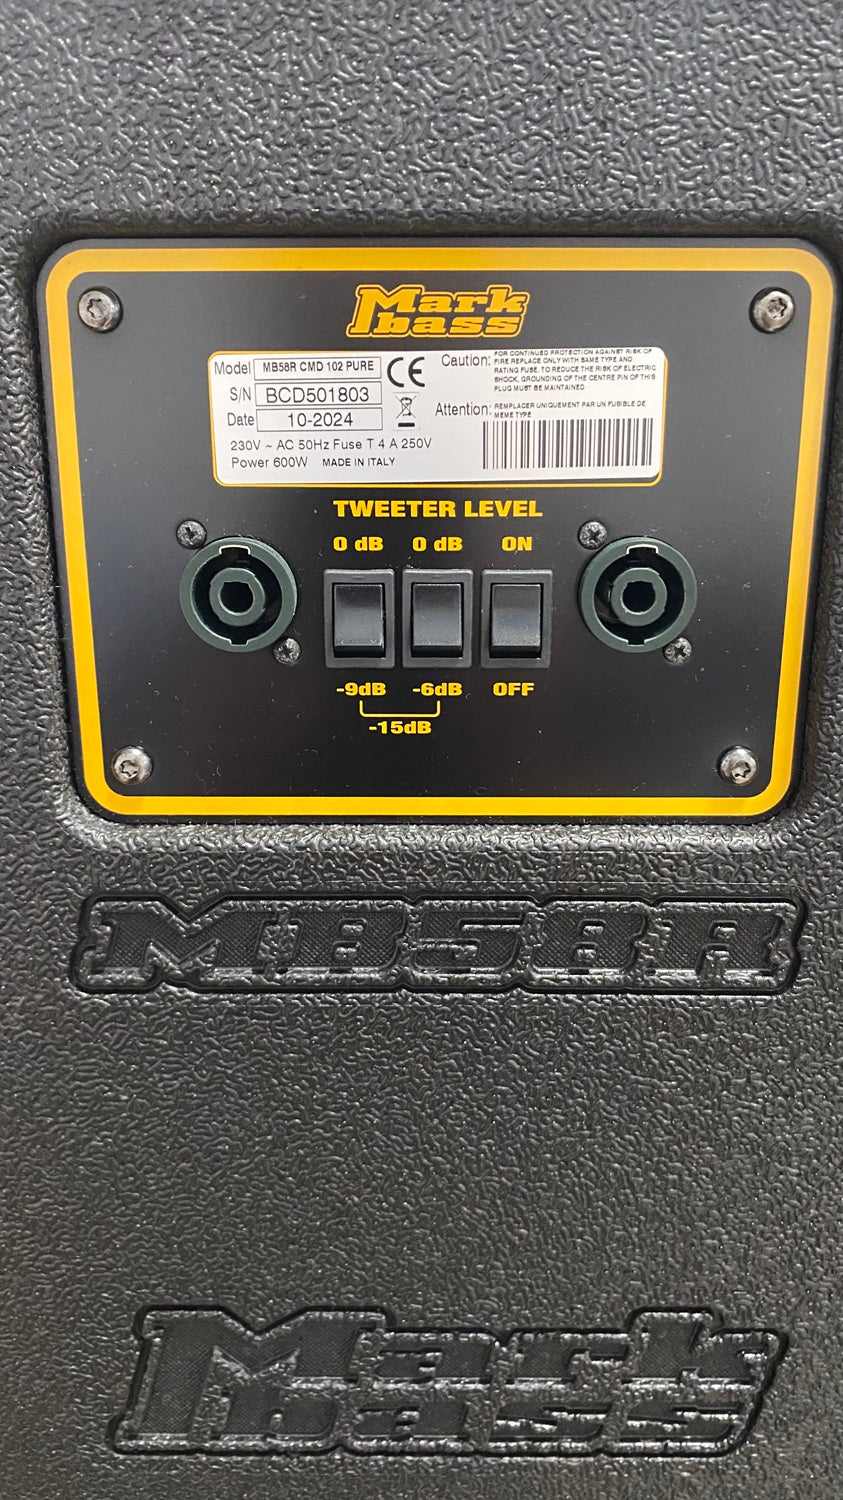 Mark
bass
Model MB58R CMD 102 PURE
S/N BCD501803
Date 10-2024
230V ~ AC 50Hz Fuse T 4 A 250V
Power 600W MADE IN ITALY
CE
Caution: FOR CONTINUED PROTECTION AGAINST RISK OF
FIRE REPLACE ONLY WITH SAME TYPE AND
RATING FUSE. TO REDUCE THE RISK OF ELECTRIC
SHOCK, GROUNDING OF THE CENTRE PIN OF THIS
PLUG MUST BE MAINTAINED
Attention: REMPLACER UNIQUEMENT PAR UN FUSIBLE DE
MEME TYPE
TWEETER LEVEL
0 dB 0 dB ON
-9dB -6dB OFF
-15dB
MB58R
Mark
bass